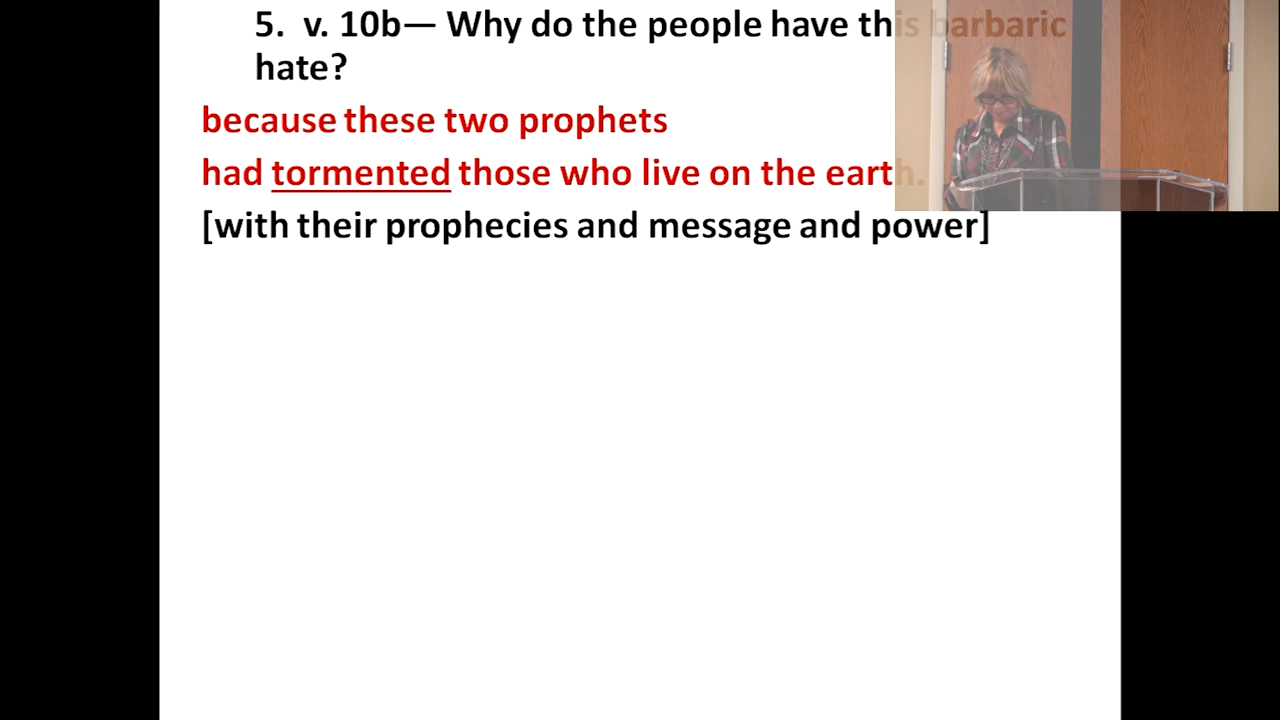 5. v. 10b— Why do the people have this barbaric
hate?
because these two prophets
had tormented those who live on the earth.
[with their prophecies and message and power]